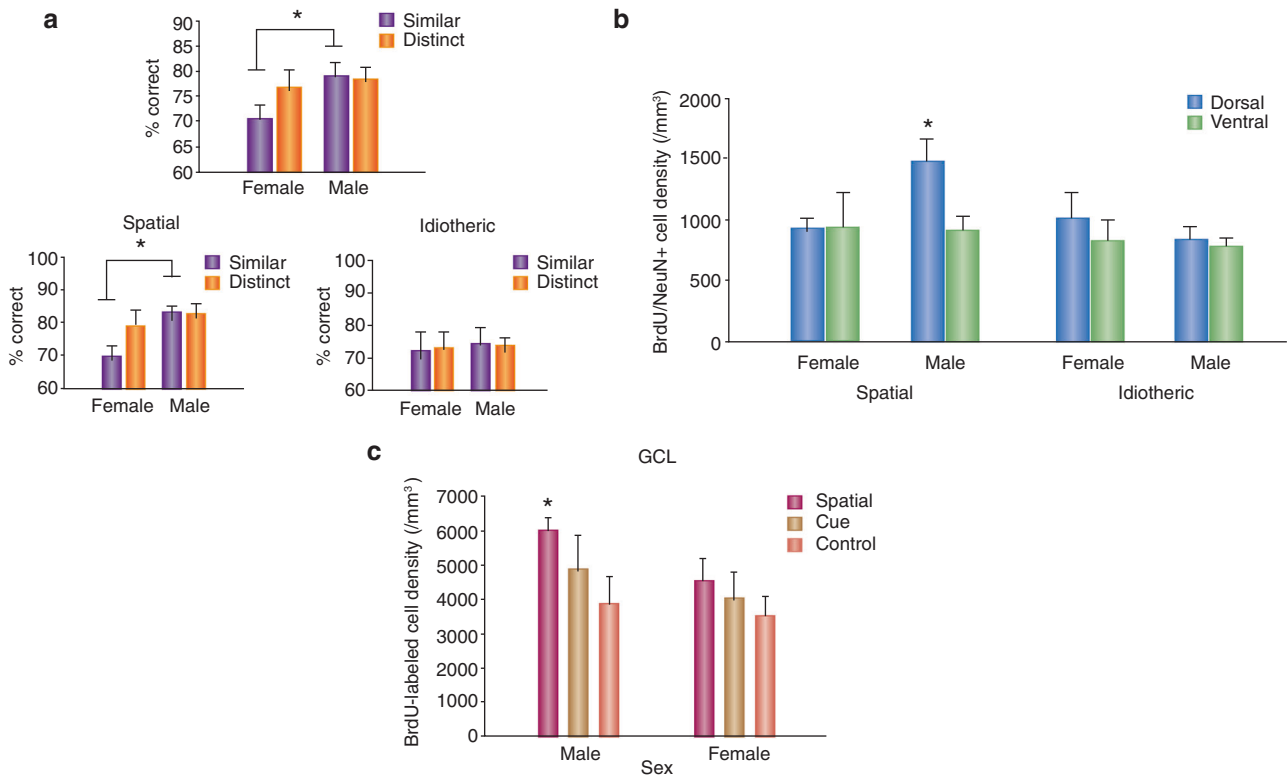 a
*
Similar
Distinct
% correct
90
85
80
75
70
65
60
Female Male
Spatial
*
Similar
Distinct
% correct
100
90
80
70
60
Female Male
Idiotheric
Similar
Distinct
% correct
100
90
80
70
60
Female Male
b
Dorsal
Ventral
*
BrdU/NeuN+ cell density (/mm³)
2000
1500
1000
500
0
Female Male Female Male
Spatial Idiotheric
c
GCL
Spatial
Cue
Control
*
BrdU-labeled cell density (/mm³)
7000
6000
5000
4000
3000
2000
1000
0
Male Female
Sex